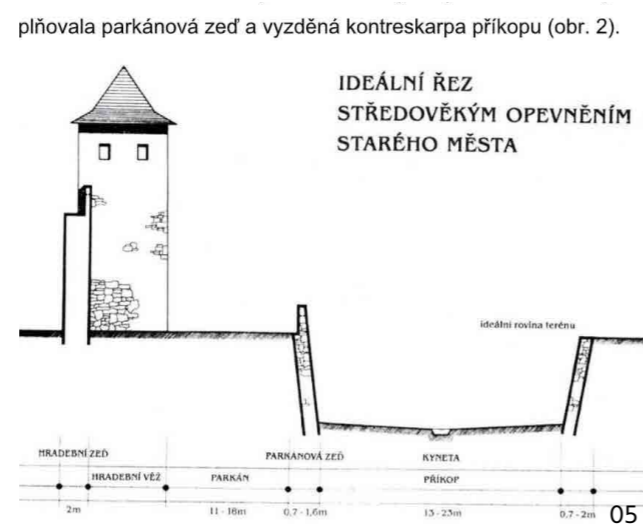 plňovala parkánová zeď a vyzděná kontreskarpa příkopu (obr. 2).
IDEÁLNÍ ŘEZ
STŘEDOVĚKÝM OPEVNĚNÍM
STARÉHO MĚSTA
ideální rovina terénu
HRADEBNÍ ZEĎ
PARKÁNOVÁ ZEĎ
KYNETA
HRADEBNÍ VĚŽ
PARKÁN
PŘÍKOP
2m
11 - 18m
0,7 - 1,6m
13 - 23m
0,7 - 2m
05